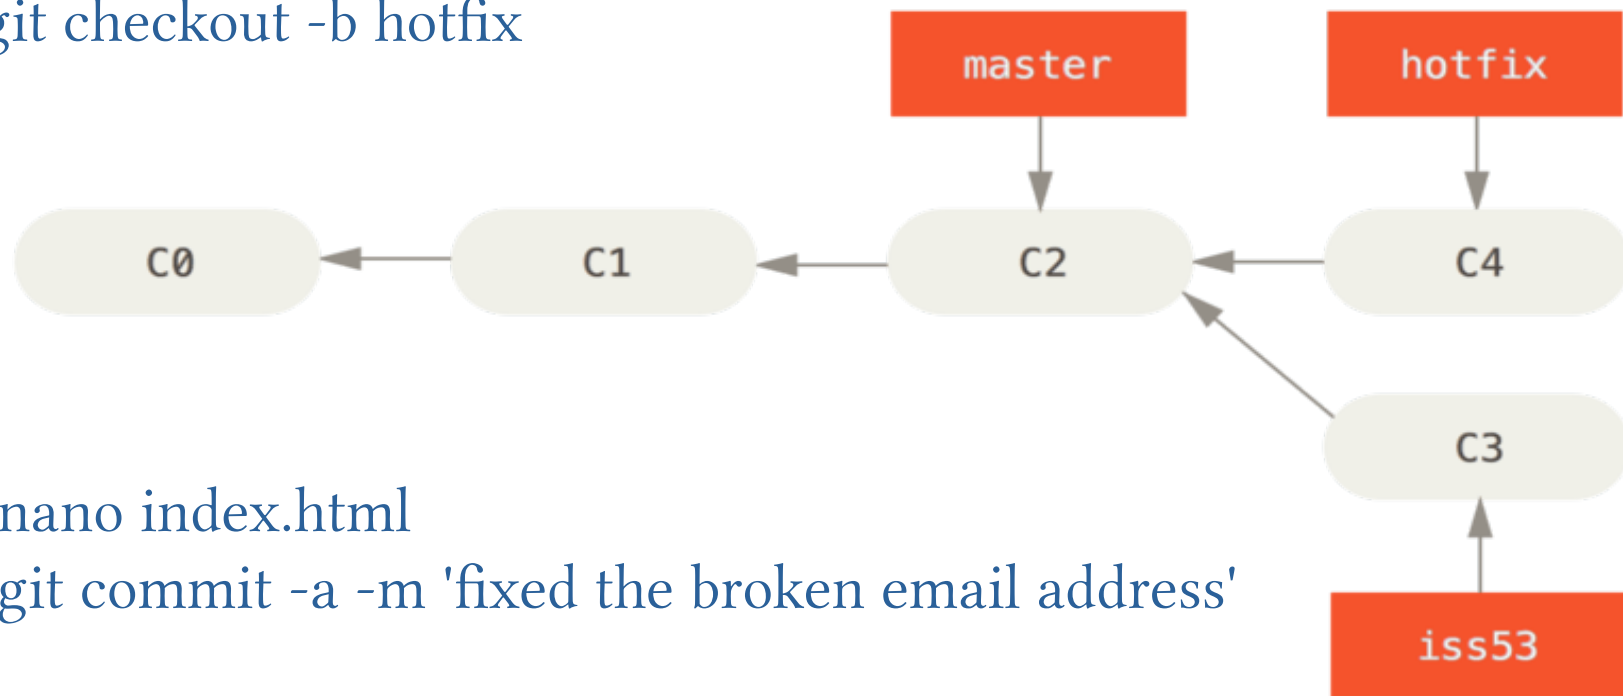 git checkout -b hotfix
master
hotfix
C0
C1
C2
C4
C3
nano index.html
git commit -a -m 'fixed the broken email address'
iss53